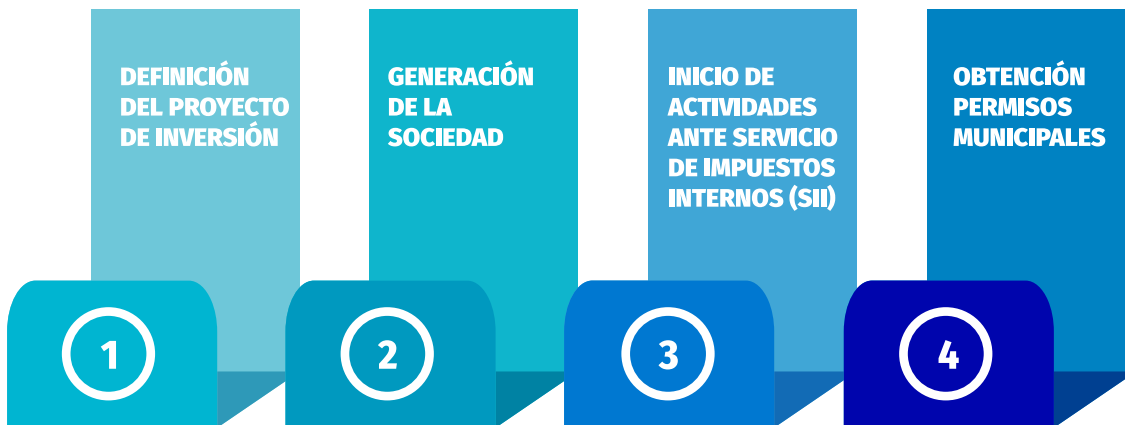 DEFINICIÓN
DEL PROYECTO
DE INVERSIÓN
1
GENERACIÓN
DE LA
SOCIEDAD
2
INICIO DE
ACTIVIDADES
ANTE SERVICIO
DE IMPUESTOS
INTERNOS (SII)
3
OBTENCIÓN
PERMISOS
MUNICIPALES
4